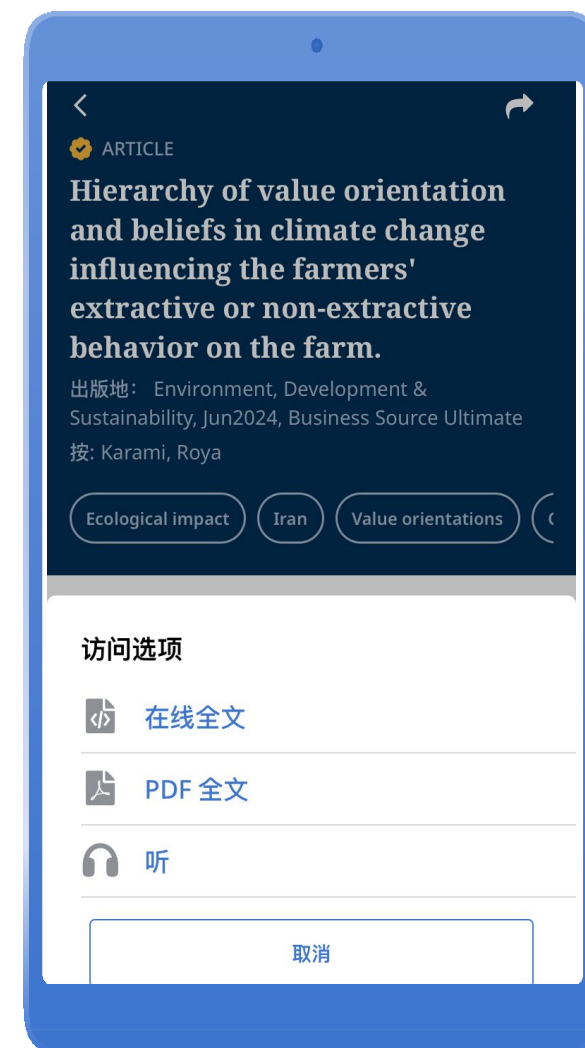 ARTICLE
Hierarchy of value orientation
and beliefs in climate change
influencing the farmers'
extractive or non-extractive
behavior on the farm.
出版地： Environment, Development &
Sustainability, Jun2024, Business Source Ultimate
按: Karami, Roya
Ecological impact Iran Value orientations
访问选项
在线全文
PDF 全文
听
取消